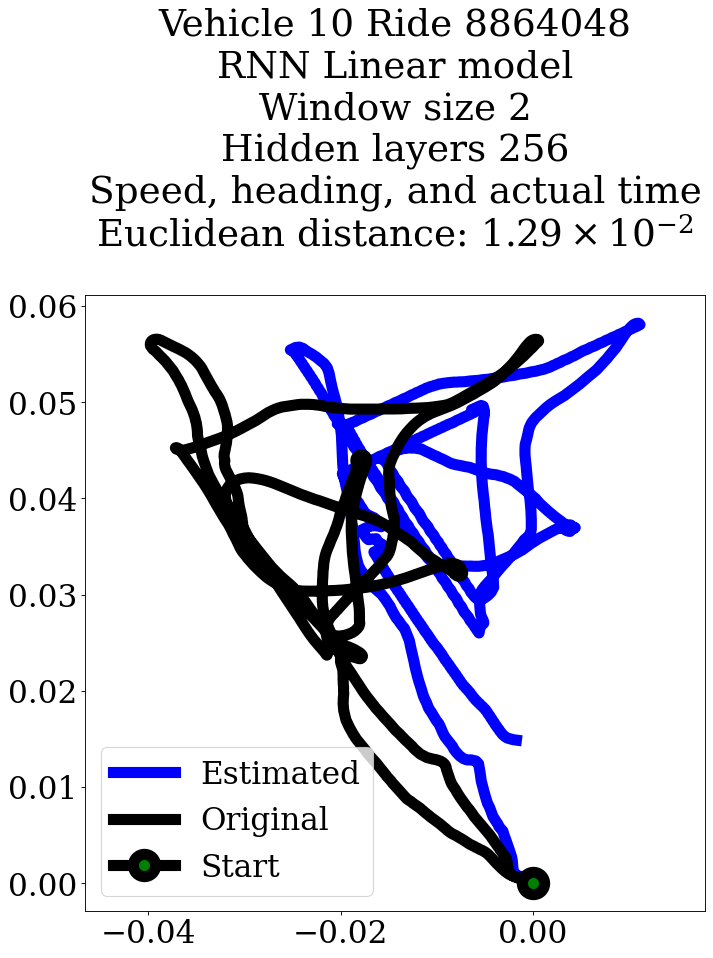 Vehicle 10 Ride 8864048
RNN Linear model
Window size 2
Hidden layers 256
Speed, heading, and actual time
Euclidean distance: 1.29 × 10⁻²
0.06
0.05
0.04
0.03
0.02
0.01
0.00
Estimated
Original
Start
−0.04 −0.02 0.00